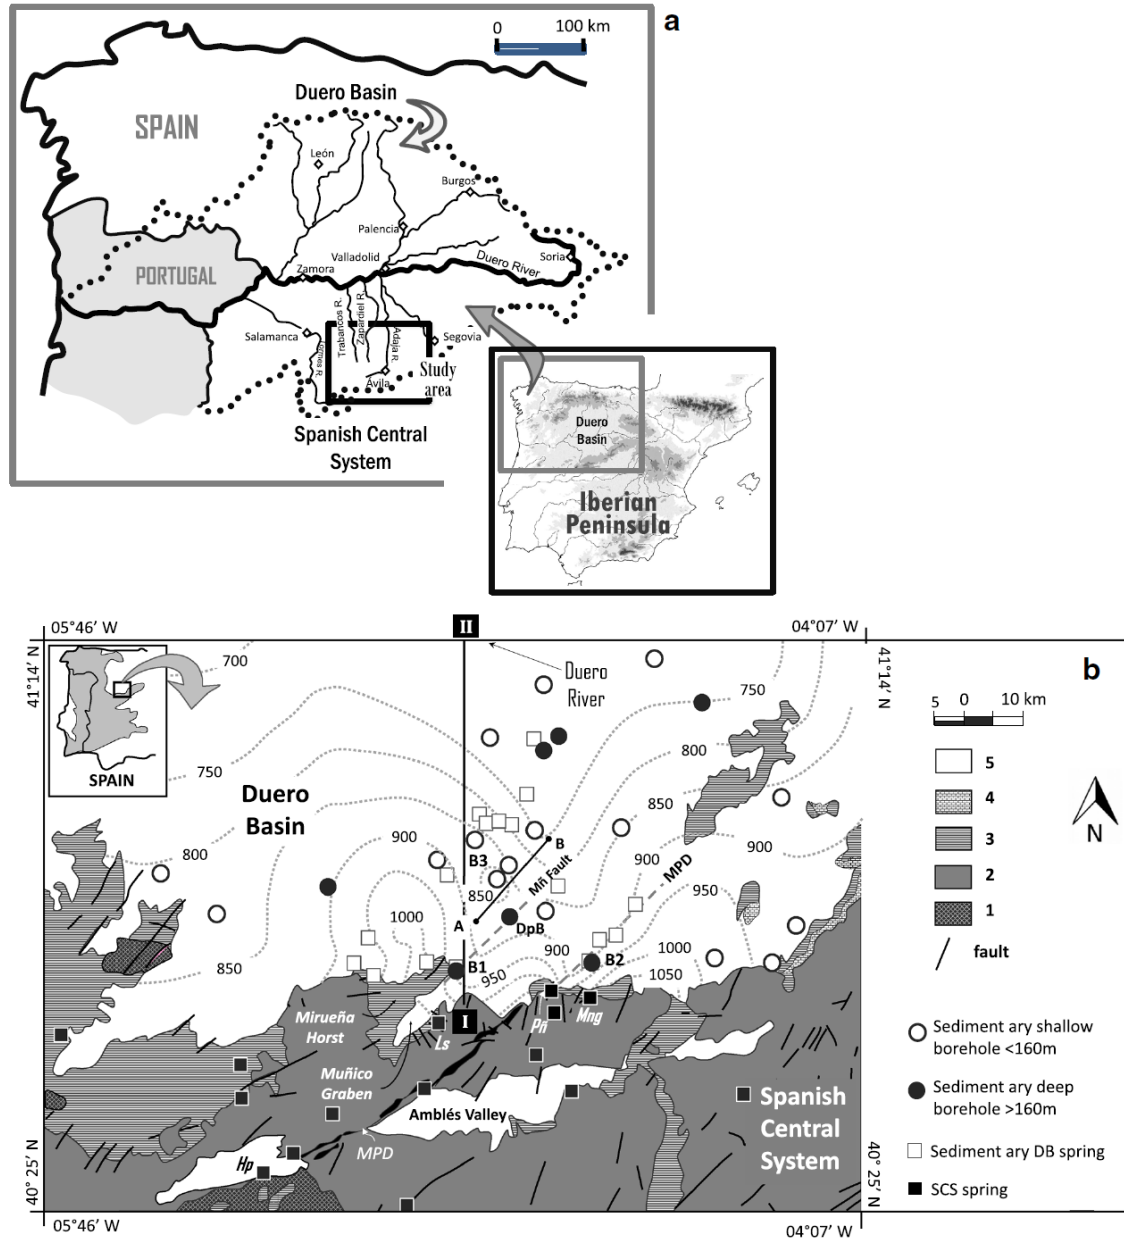 a
0 100 km
Duero Basin
SPAIN
León
Burgos
Palencia
Valladolid
Zamora
Duero River
Soria
PORTUGAL
Salamanca
Tormes R.
Trabancos R.
Zapardiel R.
Adaja R.
Segovia
Ávila
Study
area
Spanish Central
System
Duero
Basin
Iberian
Peninsula
05°46' W
II
04°07' W
b
41°14' N
41°14' N
SPAIN
700
Duero
River
750
750
800
850
900
900
950
1000
1050
Duero
Basin
800
850
900
1000
850
900
950
B3
B
A
Mñ Fault
MPD
DpB
B1
B2
I
Mirueña
Horst
Muñico
Graben
Ls
Pñ
Mng
Amblés Valley
MPD
Hp
Spanish
Central
System
5 0 10 km
5
4
3
2
1
fault
N
Sediment ary shallow
borehole <160m
Sediment ary deep
borehole >160m
Sediment ary DB spring
SCS spring
40° 25' N
40° 25' N
05°46' W
04°07' W